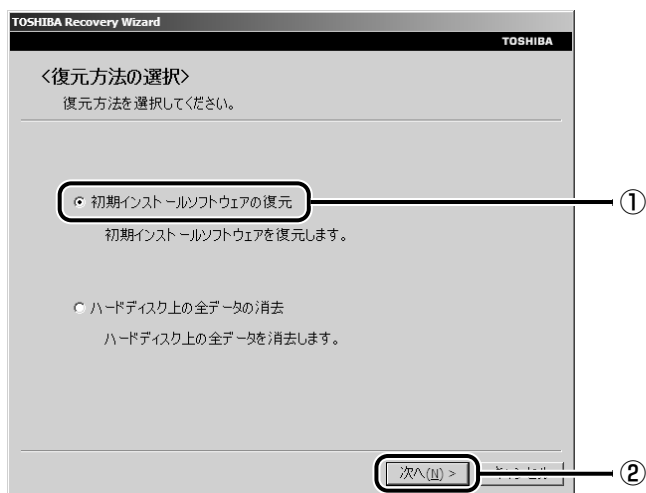 TOSHIBA Recovery Wizard
TOSHIBA
<復元方法の選択>
復元方法を選択してください。
初期インストールソフトウェアの復元
①
初期インストールソフトウェアを復元します。
ハードディスク上の全データの消去
ハードディスク上の全データを消去します。
次へ(N) >
②